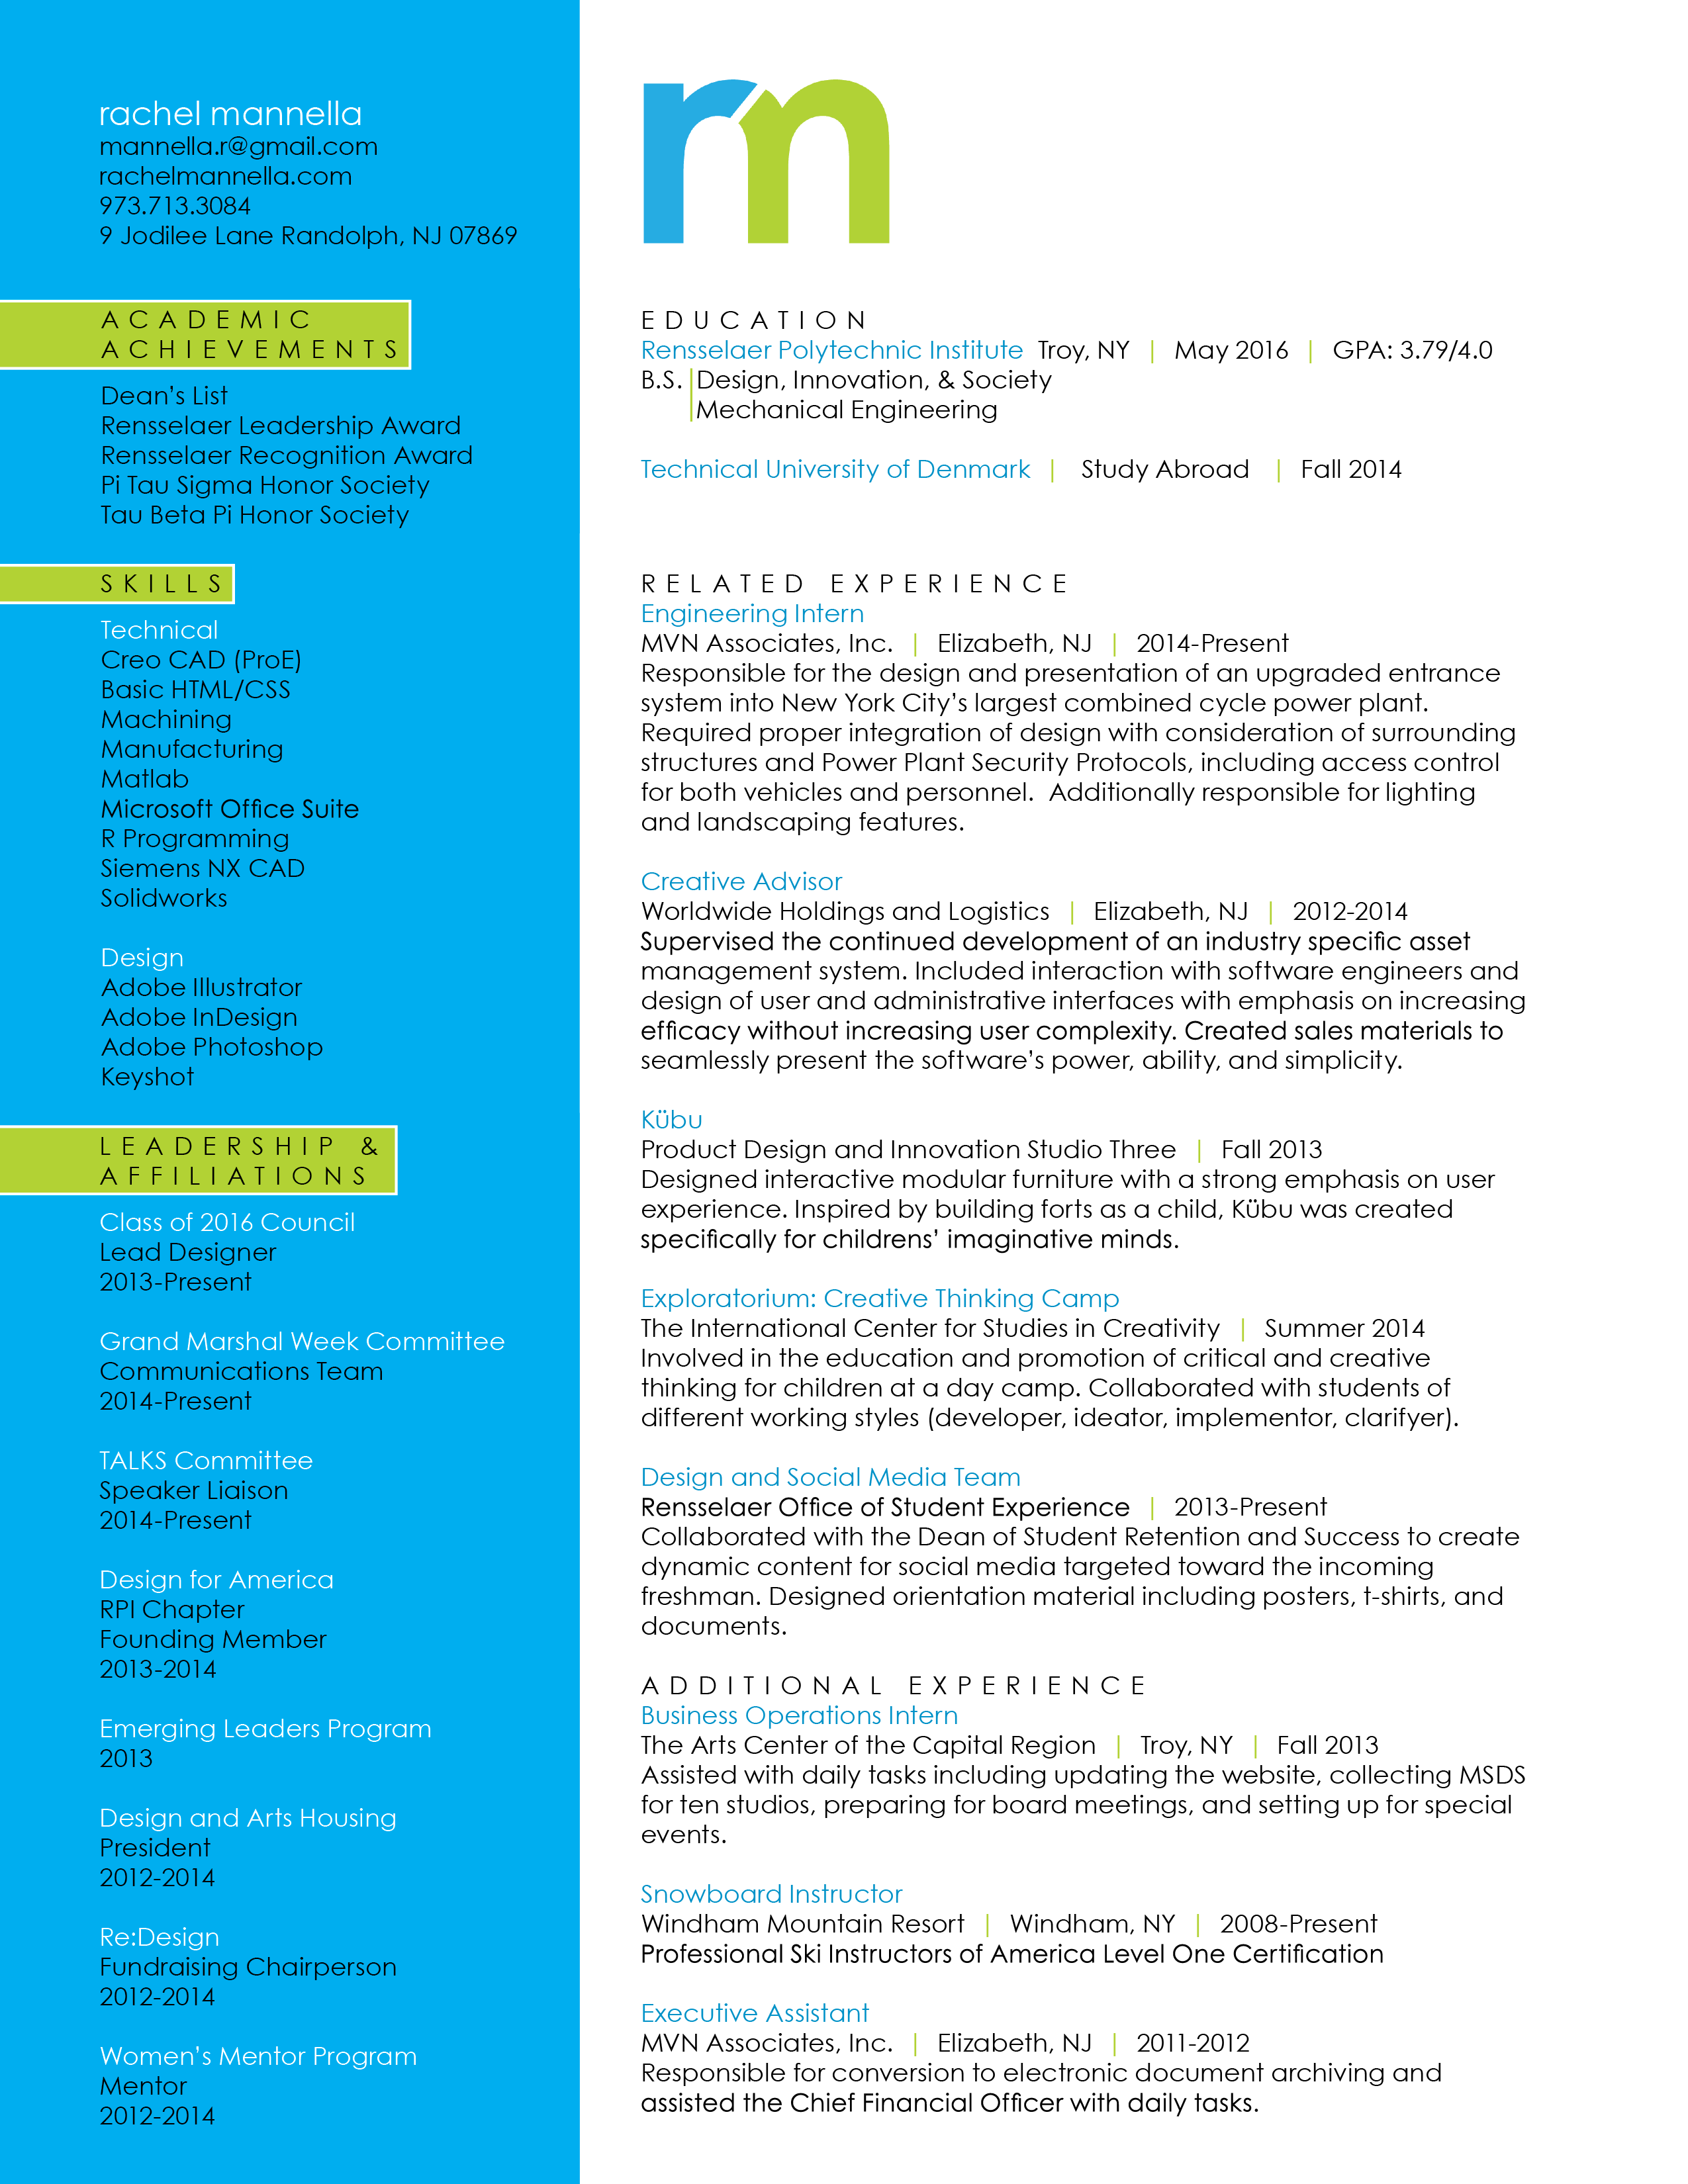 rachel mannella
mannella.r@gmail.com
rachelmannella.com
973.713.3084
9 Jodilee Lane Randolph, NJ 07869
ACADEMIC
ACHIEVEMENTS
Dean's List
Rensselaer Leadership Award
Rensselaer Recognition Award
Pi Tau Sigma Honor Society
Tau Beta Pi Honor Society
SKILLS
Technical
Creo CAD (ProE)
Basic HTML/CSS
Machining
Manufacturing
Matlab
Microsoft Office Suite
R Programming
Siemens NX CAD
Solidworks
Design
Adobe Illustrator
Adobe InDesign
Adobe Photoshop
Keyshot
LEADERSHIP &
AFFILIATIONS
Class of 2016 Council
Lead Designer
2013-Present
Grand Marshal Week Committee
Communications Team
2014-Present
TALKS Committee
Speaker Liaison
2014-Present
Design for America
RPI Chapter
Founding Member
2013-2014
Emerging Leaders Program
2013
Design and Arts Housing
President
2012-2014
Re:Design
Fundraising Chairperson
2012-2014
Women's Mentor Program
Mentor
2012-2014
rm
EDUCATION
Rensselaer Polytechnic Institute Troy, NY | May 2016 | GPA: 3.79/4.0
B.S. | Design, Innovation, & Society
Mechanical Engineering
Technical University of Denmark | Study Abroad | Fall 2014
RELATED EXPERIENCE
Engineering Intern
MVN Associates, Inc. | Elizabeth, NJ | 2014-Present
Responsible for the design and presentation of an upgraded entrance
system into New York City's largest combined cycle power plant.
Required proper integration of design with consideration of surrounding
structures and Power Plant Security Protocols, including access control
for both vehicles and personnel.  Additionally responsible for lighting
and landscaping features.
Creative Advisor
Worldwide Holdings and Logistics | Elizabeth, NJ | 2012-2014
Supervised the continued development of an industry specific asset
management system. Included interaction with software engineers and
design of user and administrative interfaces with emphasis on increasing
efficacy without increasing user complexity. Created sales materials to
seamlessly present the software's power, ability, and simplicity.
Kübu
Product Design and Innovation Studio Three | Fall 2013
Designed interactive modular furniture with a strong emphasis on user
experience. Inspired by building forts as a child, Kübu was created
specifically for childrens' imaginative minds.
Exploratorium: Creative Thinking Camp
The International Center for Studies in Creativity | Summer 2014
Involved in the education and promotion of critical and creative
thinking for children at a day camp. Collaborated with students of
different working styles (developer, ideator, implementor, clarifyer).
Design and Social Media Team
Rensselaer Office of Student Experience | 2013-Present
Collaborated with the Dean of Student Retention and Success to create
dynamic content for social media targeted toward the incoming
freshman. Designed orientation material including posters, t-shirts, and
documents.
ADDITIONAL EXPERIENCE
Business Operations Intern
The Arts Center of the Capital Region | Troy, NY | Fall 2013
Assisted with daily tasks including updating the website, collecting MSDS
for ten studios, preparing for board meetings, and setting up for special
events.
Snowboard Instructor
Windham Mountain Resort | Windham, NY | 2008-Present
Professional Ski Instructors of America Level One Certification
Executive Assistant
MVN Associates, Inc. | Elizabeth, NJ | 2011-2012
Responsible for conversion to electronic document archiving and
assisted the Chief Financial Officer with daily tasks.